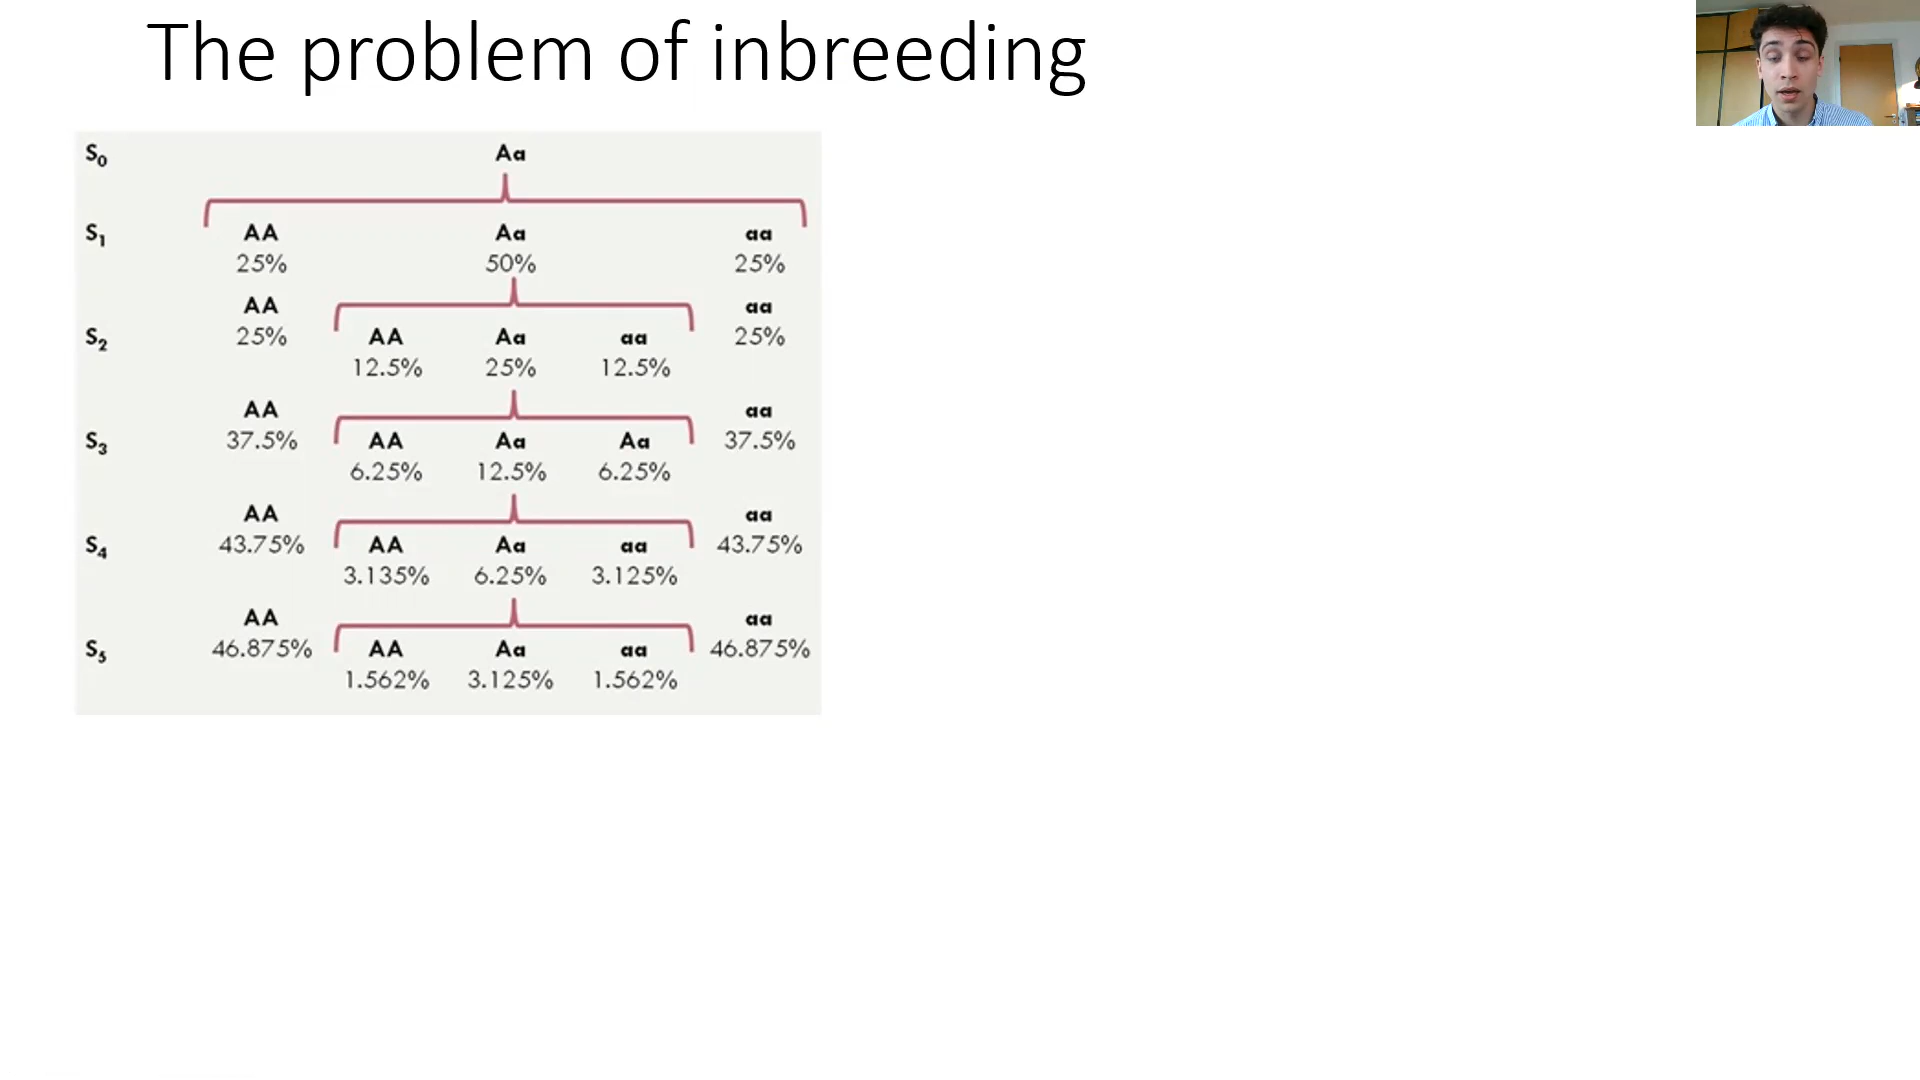 The problem of inbreeding
S₀ Aa
S₁ AA Aa aa
25% 50% 25%
AA aa
S₂ 25% AA Aa aa 25%
12.5% 25% 12.5%
AA aa
S₃ 37.5% AA Aa Aa 37.5%
6.25% 12.5% 6.25%
AA aa
S₄ 43.75% AA Aa aa 43.75%
3.135% 6.25% 3.125%
AA aa
S₅ 46.875% AA Aa aa 46.875%
1.562% 3.125% 1.562%